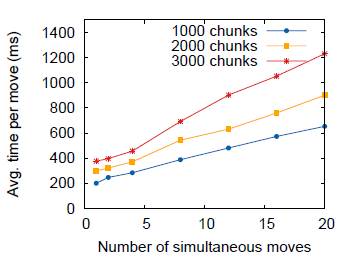 1400
1200
1000
800
600
400
200
0
Avg. time per move (ms)
1000 chunks
2000 chunks
3000 chunks
0 5 10 15 20
Number of simultaneous moves